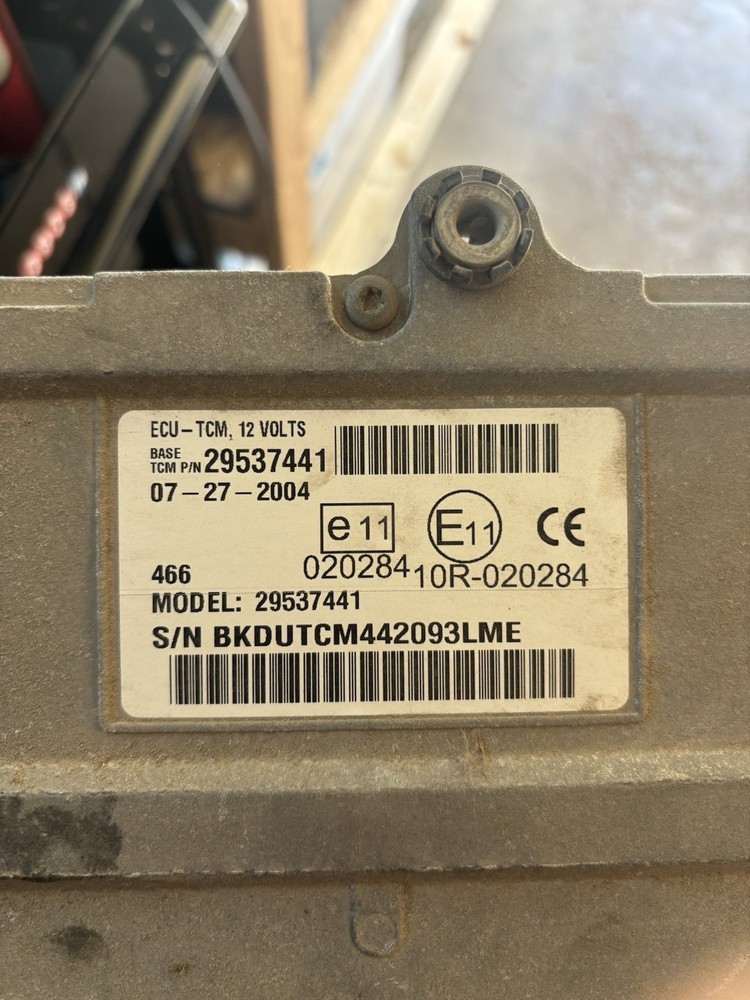 ECU-TCM, 12 VOLTS
BASE TCM P/N 29537441
07-27-2004
e11 E11 CE
020284 10R-020284
466
MODEL: 29537441
S/N BKDUTCM442093LME